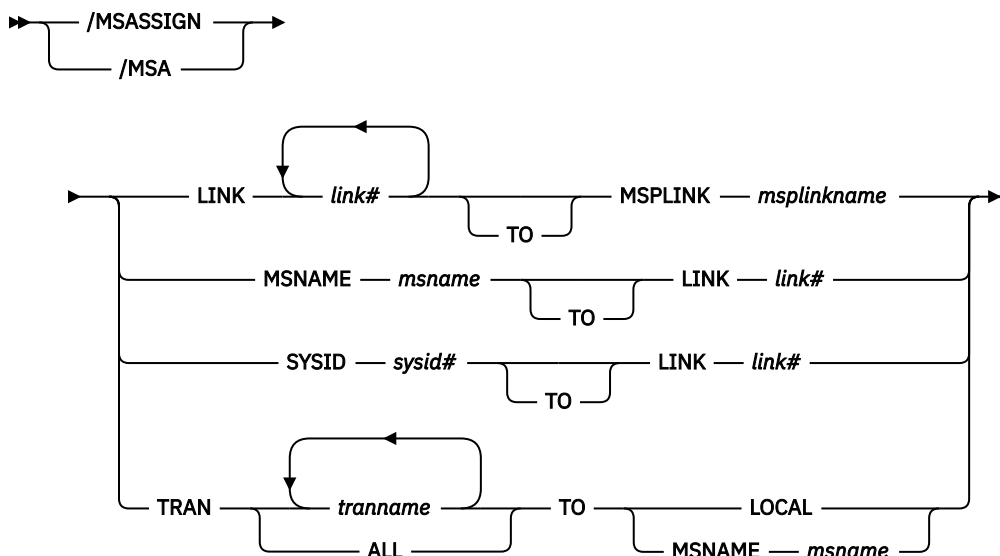 /MSASSIGN
/MSA
LINK link# MSPLINK msplinkname
TO
MSNAME msname LINK link#
TO
SYSID sysid# LINK link#
TO
TRAN tranname TO LOCAL
ALL MSNAME msname